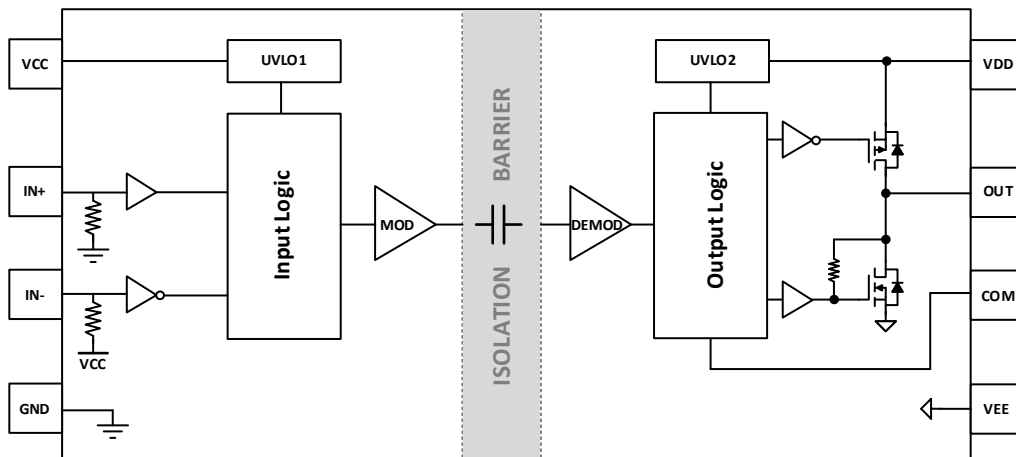 VCC
UVLO1
UVLO2
VDD
IN+
Input Logic
MOD
ISOLATION BARRIER
DEMOD
Output Logic
OUT
IN-
VCC
COM
GND
VEE